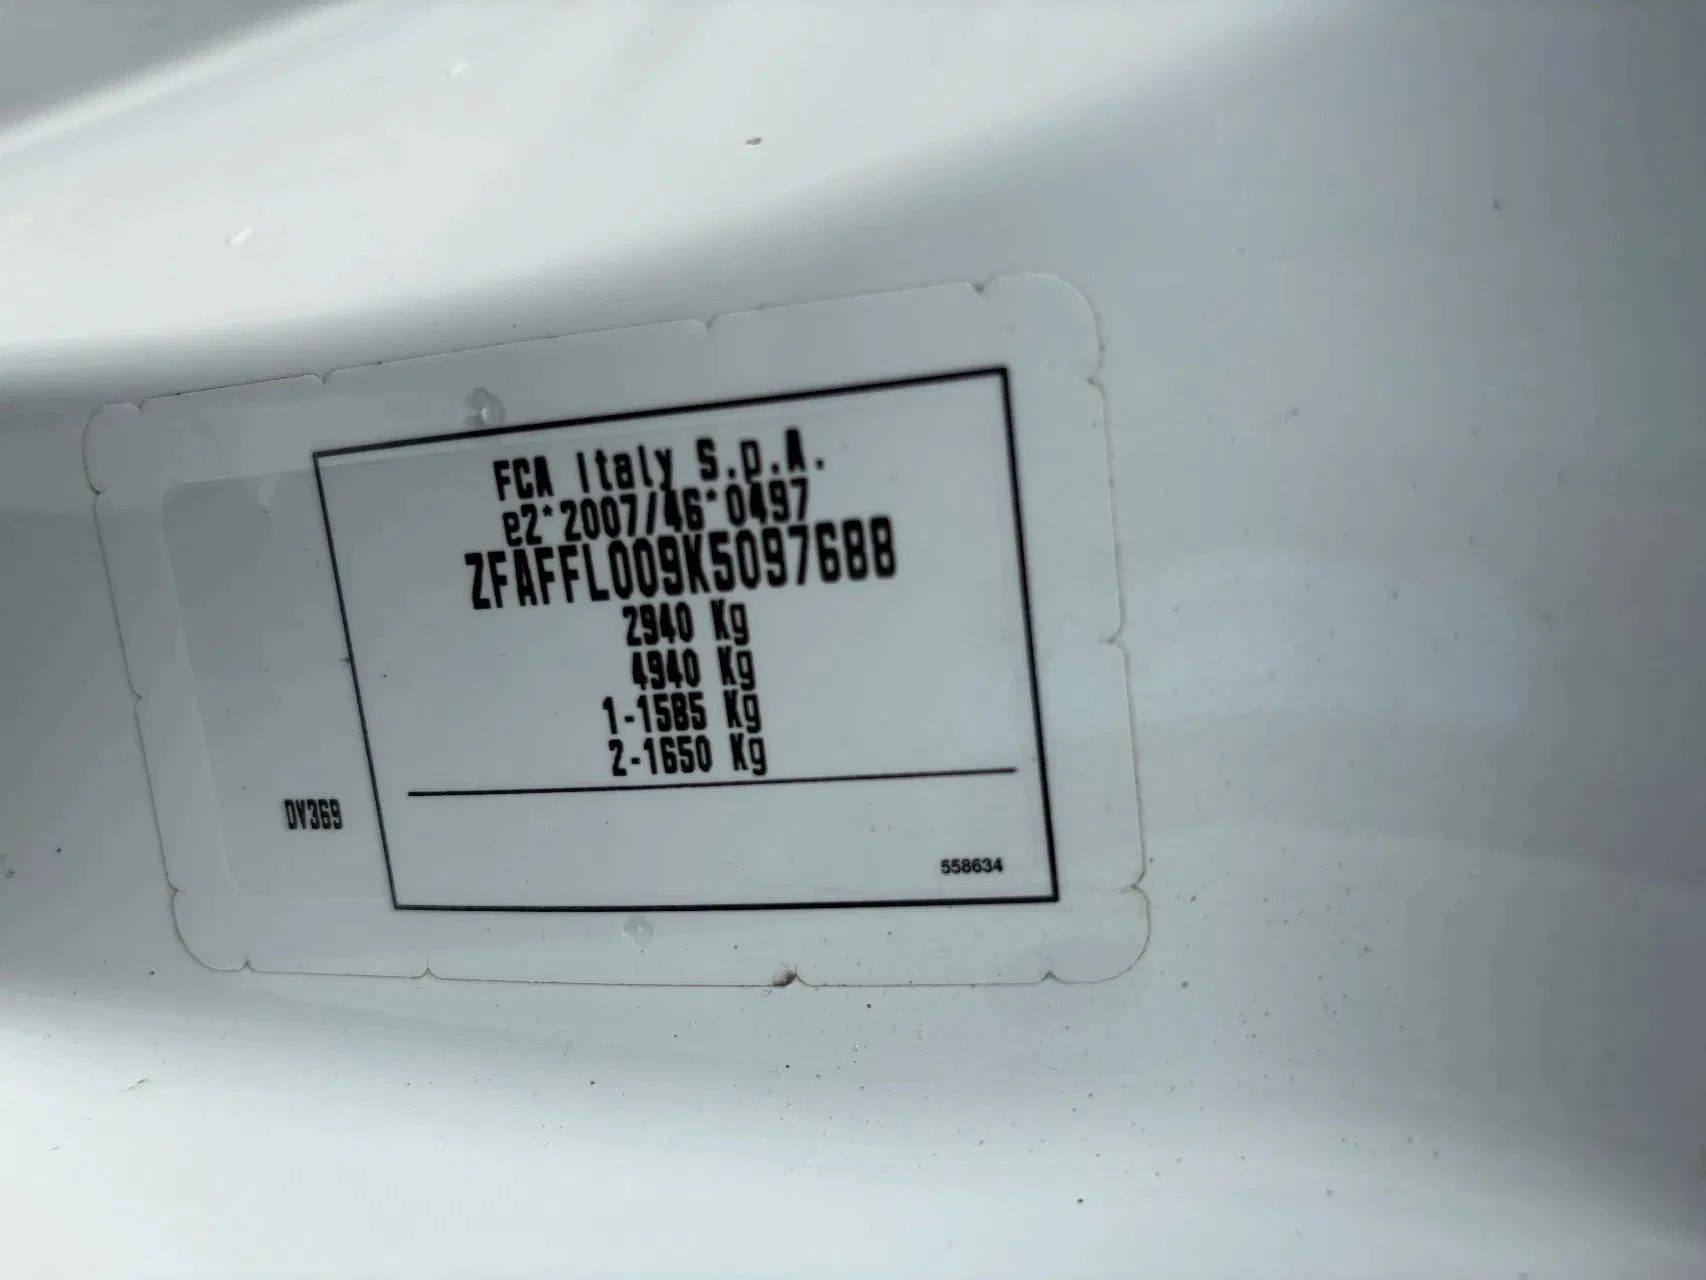 FCA Italy S.p.A.
e2*2007/46*0497
ZFAFFL009K5097688
2940 Kg
4940 Kg
1-1585 Kg
2-1650 Kg
DV369
558634